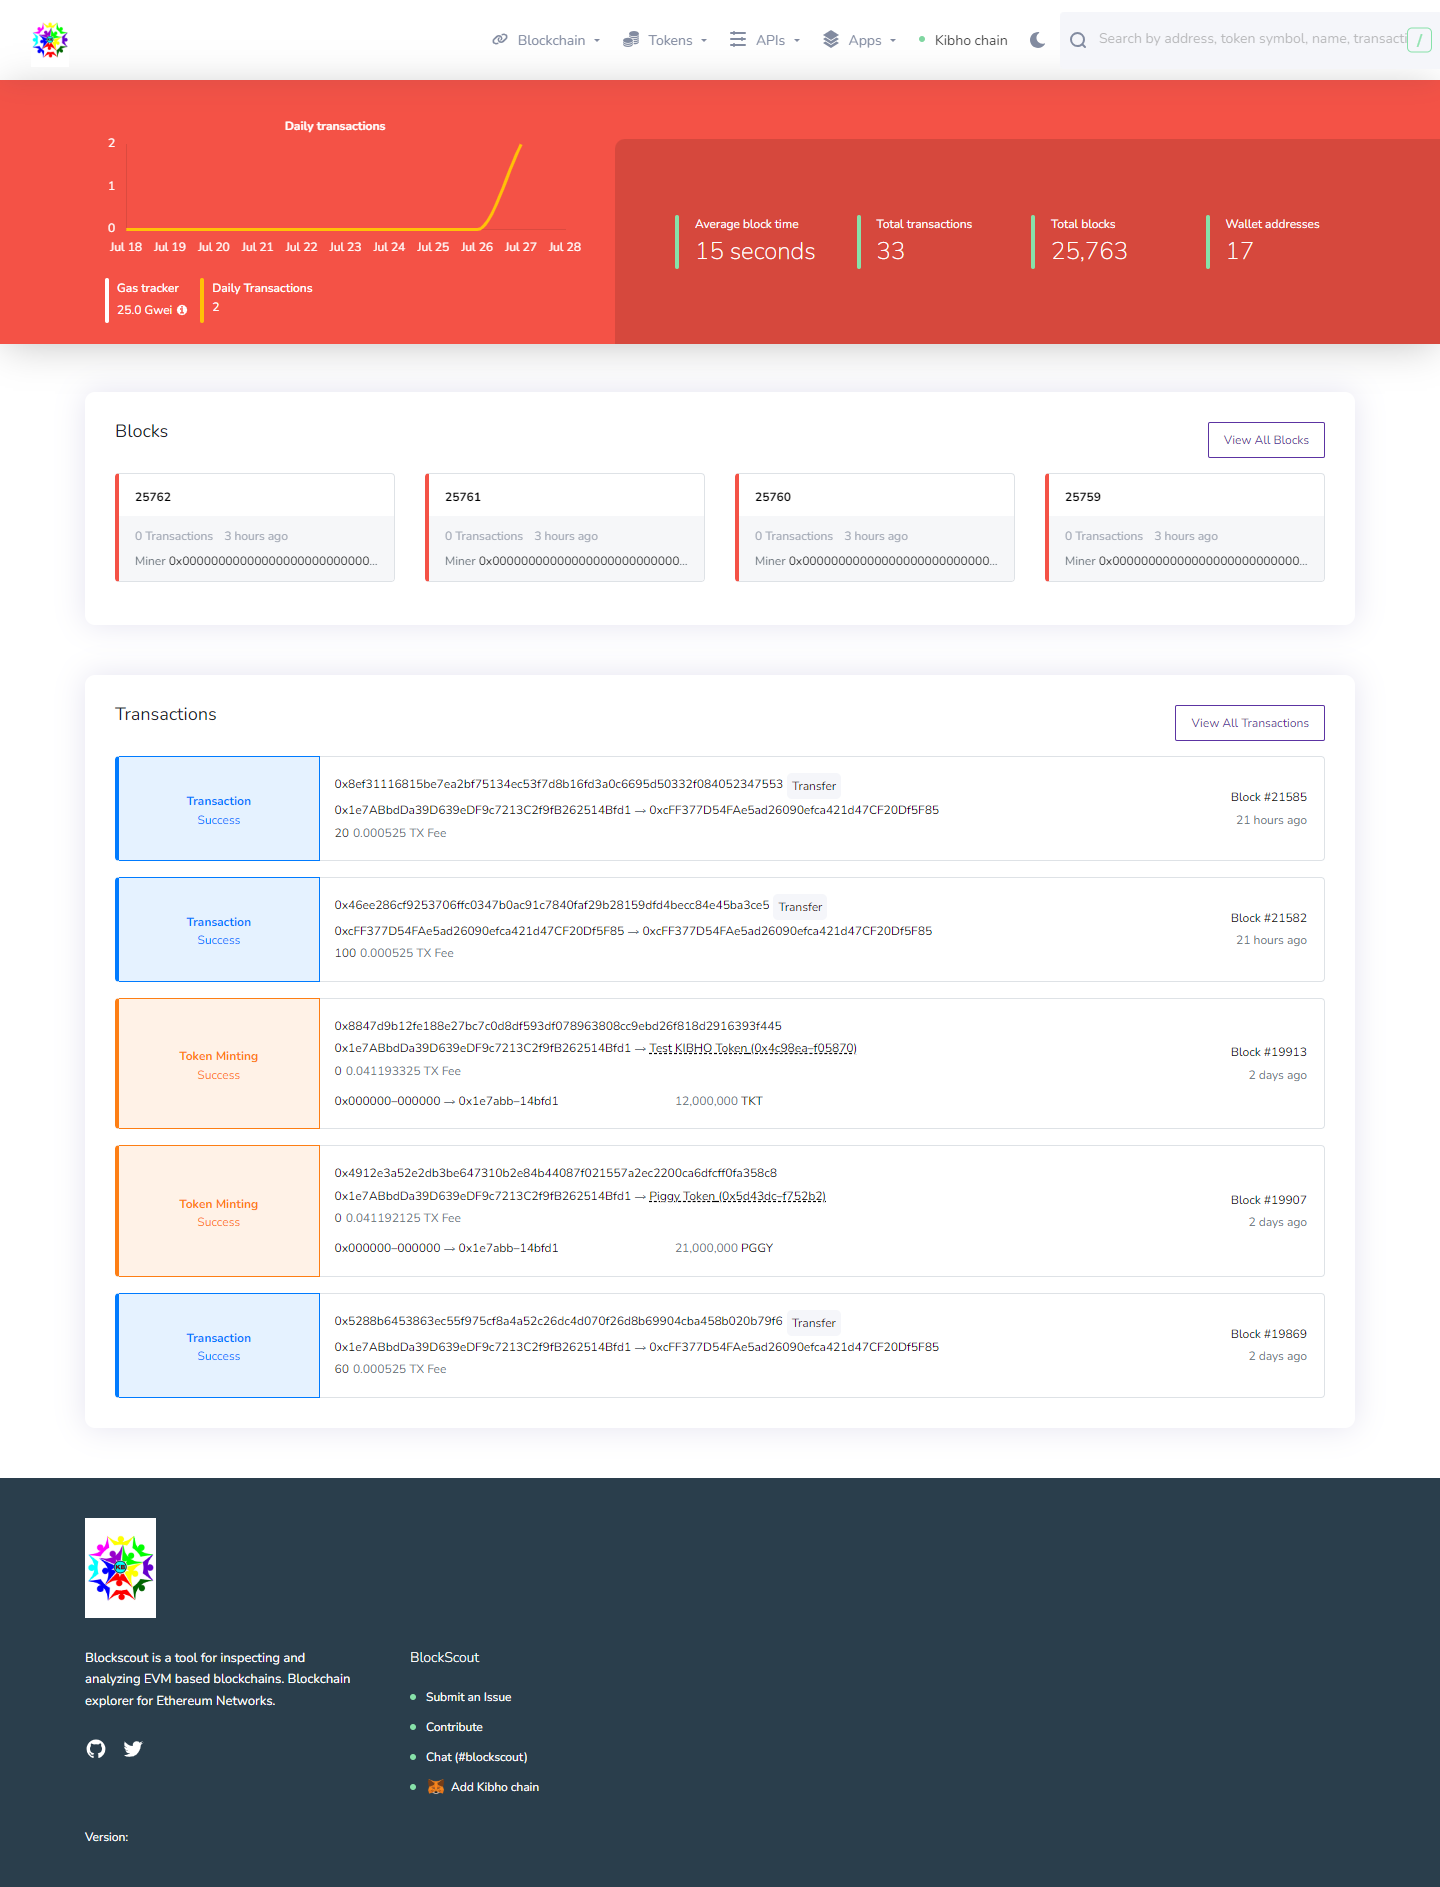 Blockchain
Tokens
APIs
Apps
Kibho chain
Search by address, token symbol, name, transacti
/
Daily transactions
2
1
0
Jul 18 Jul 19 Jul 20 Jul 21 Jul 22 Jul 23 Jul 24 Jul 25 Jul 26 Jul 27 Jul 28
Gas tracker
25.0 Gwei
Daily Transactions
2
Average block time
15 seconds
Total transactions
33
Total blocks
25,763
Wallet addresses
17
Blocks
View All Blocks
25762
0 Transactions 3 hours ago
Miner 0x000000000000000000000000000...
25761
0 Transactions 3 hours ago
Miner 0x000000000000000000000000000...
25760
0 Transactions 3 hours ago
Miner 0x000000000000000000000000000...
25759
0 Transactions 3 hours ago
Miner 0x000000000000000000000000000...
Transactions
View All Transactions
Transaction
Success
0x8ef31116815be7ea2bf75134ec53f7d8b16fd3a0c6695d50332f084052347553 Transfer
0x1e7ABbdDa39D639eDF9c7213C2f9fB262514Bfd1 → 0xcFF377D54FAe5ad26090efca421d47CF20Df5F85
20 0.000525 TX Fee
Block #21585
21 hours ago
Transaction
Success
0x46ee286cf9253706ffc0347b0ac91c7840faf29b28159dfd4becc84e45ba3ce5 Transfer
0xcFF377D54FAe5ad26090efca421d47CF20Df5F85 → 0xcFF377D54FAe5ad26090efca421d47CF20Df5F85
100 0.000525 TX Fee
Block #21582
21 hours ago
Token Minting
Success
0x8847d9b12fe188e27bc7c0d8df593df078963808cc9ebd26f818d2916393f445
0x1e7ABbdDa39D639eDF9c7213C2f9fB262514Bfd1 → Test KIBHO Token (0x4c98ea–f05870)
0 0.041193325 TX Fee
0x000000–000000 → 0x1e7abb–14bfd1 12,000,000 TKT
Block #19913
2 days ago
Token Minting
Success
0x4912e3a52e2db3be647310b2e84b44087f021557a2ec2200ca6dfcff0fa358c8
0x1e7ABbdDa39D639eDF9c7213C2f9fB262514Bfd1 → Piggy Token (0x5d43dc–f752b2)
0 0.041192125 TX Fee
0x000000–000000 → 0x1e7abb–14bfd1 21,000,000 PGGY
Block #19907
2 days ago
Transaction
Success
0x5288b6453863ec55f975cf8a4a52c26dc4d070f26d8b69904cba458b020b79f6 Transfer
0x1e7ABbdDa39D639eDF9c7213C2f9fB262514Bfd1 → 0xcFF377D54FAe5ad26090efca421d47CF20Df5F85
60 0.000525 TX Fee
Block #19869
2 days ago
Blockscout is a tool for inspecting and
analyzing EVM based blockchains. Blockchain
explorer for Ethereum Networks.
BlockScout
Submit an Issue
Contribute
Chat (#blockscout)
Add Kibho chain
Version: